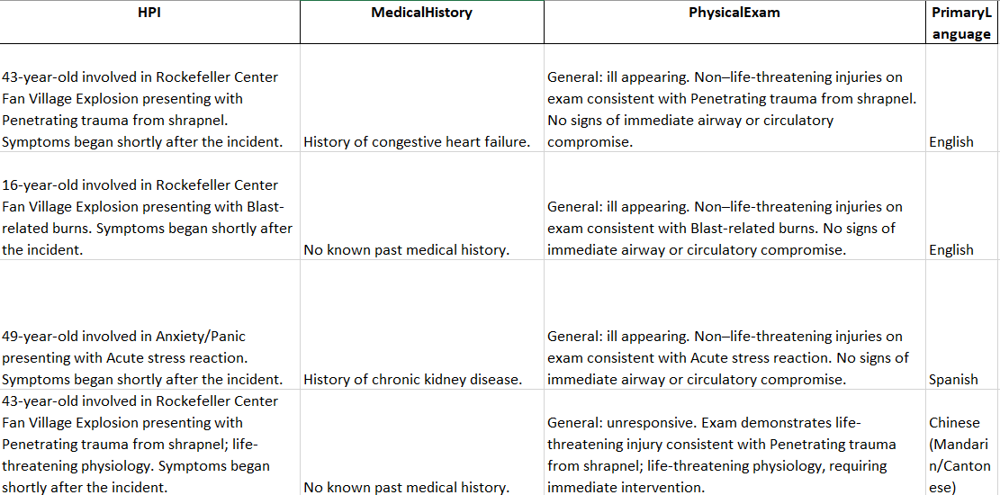 HPI
MedicalHistory
PhysicalExam
PrimaryL
anguage
43-year-old involved in Rockefeller Center
Fan Village Explosion presenting with
Penetrating trauma from shrapnel.
Symptoms began shortly after the incident.
History of congestive heart failure.
General: ill appearing. Non–life-threatening injuries on
exam consistent with Penetrating trauma from shrapnel.
No signs of immediate airway or circulatory
compromise.
English
16-year-old involved in Rockefeller Center
Fan Village Explosion presenting with Blast-
related burns. Symptoms began shortly after
the incident.
No known past medical history.
General: ill appearing. Non–life-threatening injuries on
exam consistent with Blast-related burns. No signs of
immediate airway or circulatory compromise.
English
49-year-old involved in Anxiety/Panic
presenting with Acute stress reaction.
Symptoms began shortly after the incident.
History of chronic kidney disease.
General: ill appearing. Non–life-threatening injuries on
exam consistent with Acute stress reaction. No signs of
immediate airway or circulatory compromise.
Spanish
43-year-old involved in Rockefeller Center
Fan Village Explosion presenting with
Penetrating trauma from shrapnel; life-
threatening physiology. Symptoms began
shortly after the incident.
No known past medical history.
General: unresponsive. Exam demonstrates life-
threatening injury consistent with Penetrating trauma
from shrapnel; life-threatening physiology, requiring
immediate intervention.
Chinese
(Mandari
n/Canton
ese)